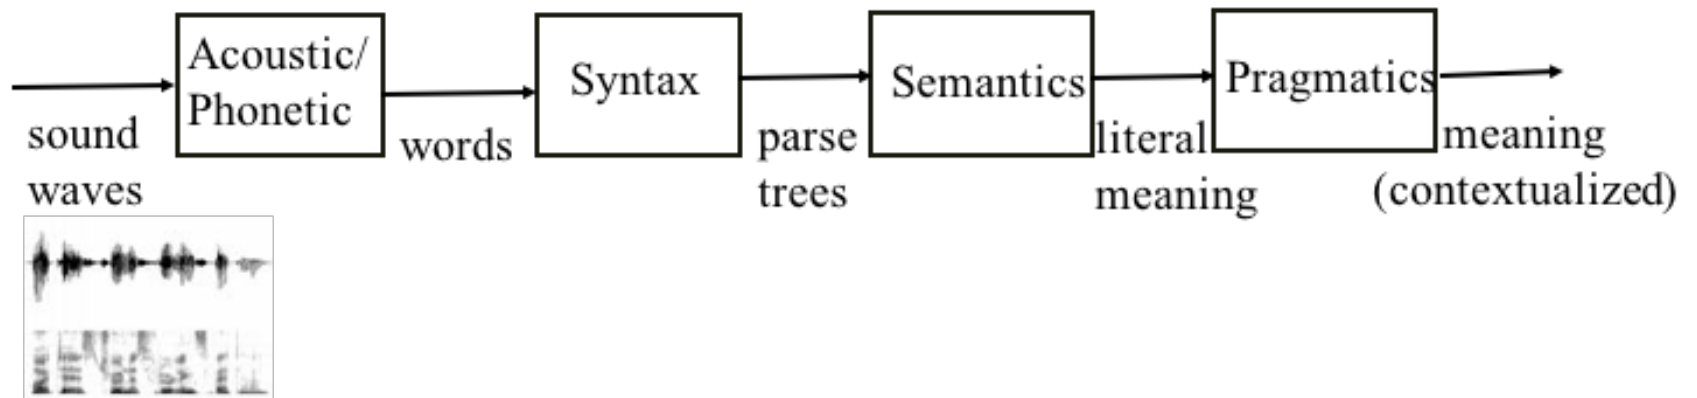 Acoustic/
Phonetic
Syntax
Semantics
Pragmatics
sound
waves
words
parse
trees
literal
meaning
meaning
(contextualized)